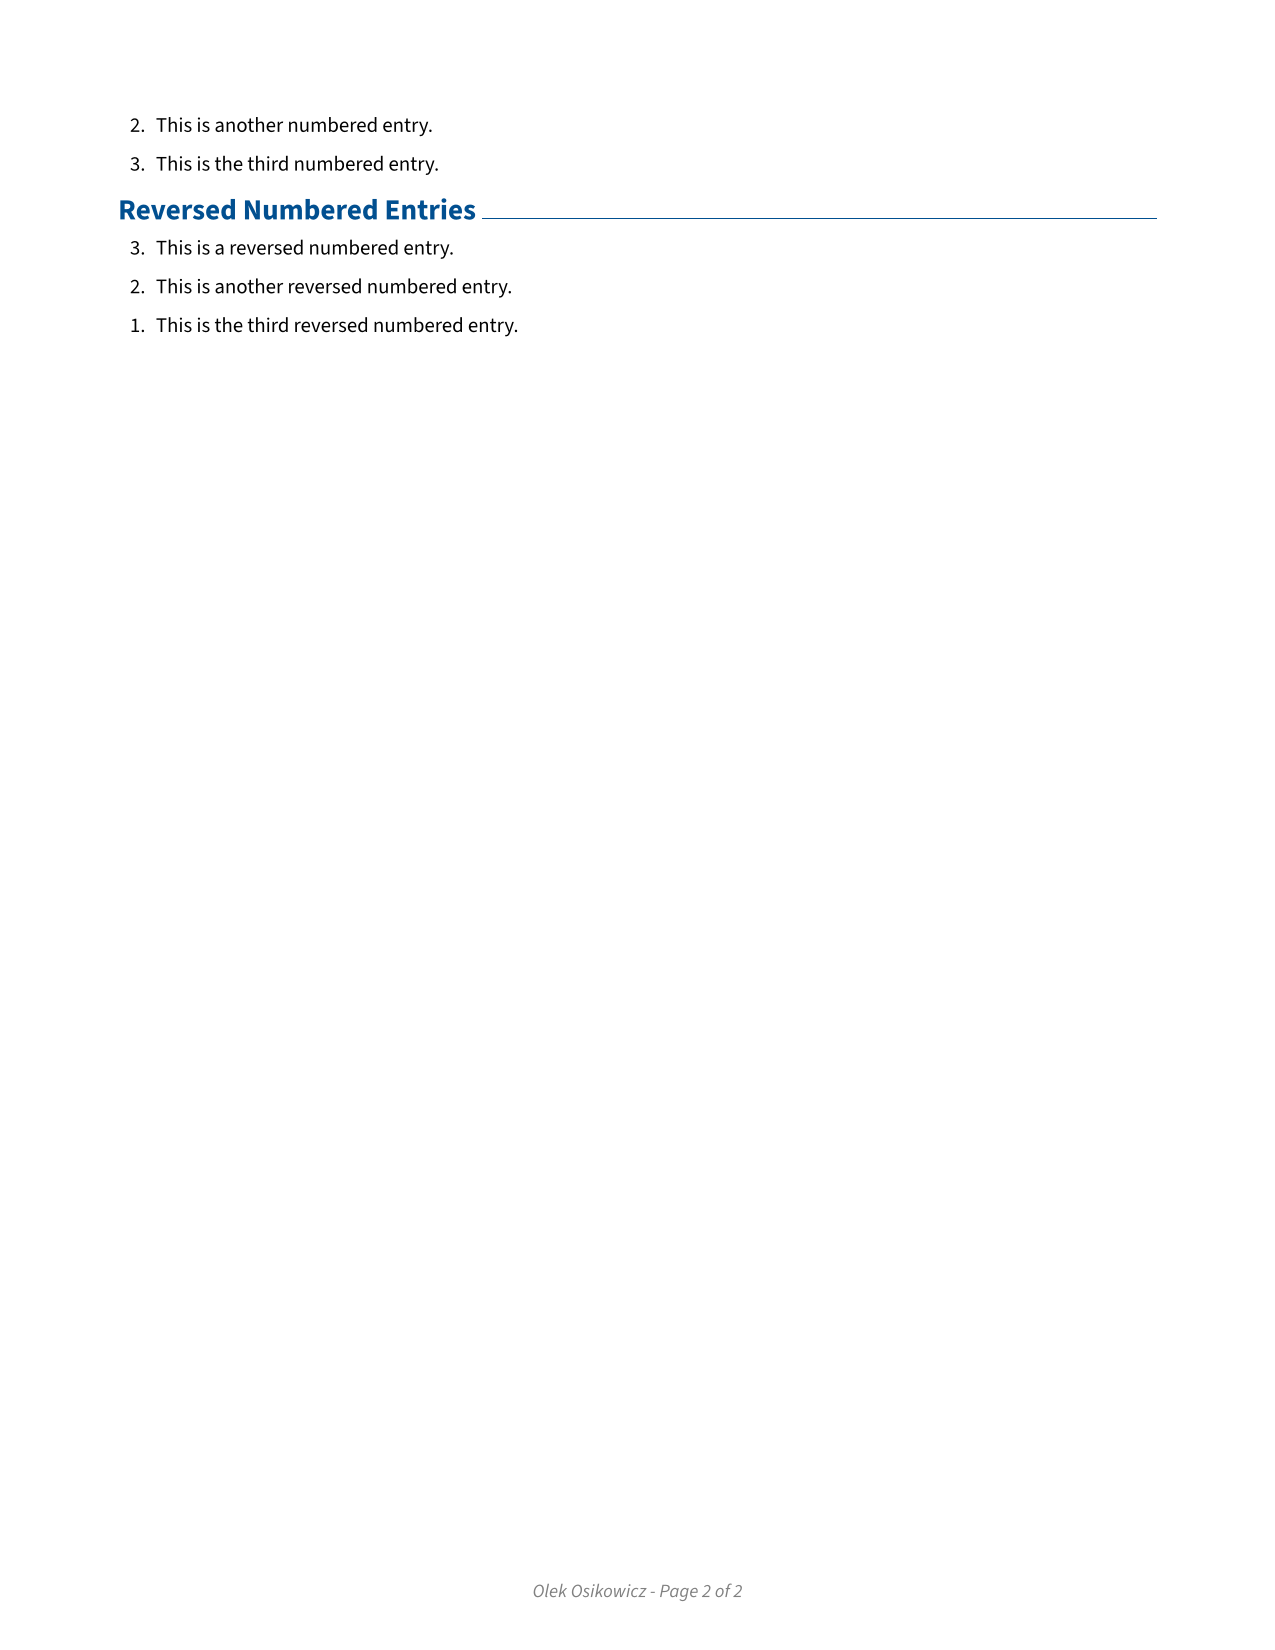 2. This is another numbered entry.
3. This is the third numbered entry.
Reversed Numbered Entries
3. This is a reversed numbered entry.
2. This is another reversed numbered entry.
1. This is the third reversed numbered entry.
Olek Osikowicz - Page 2 of 2